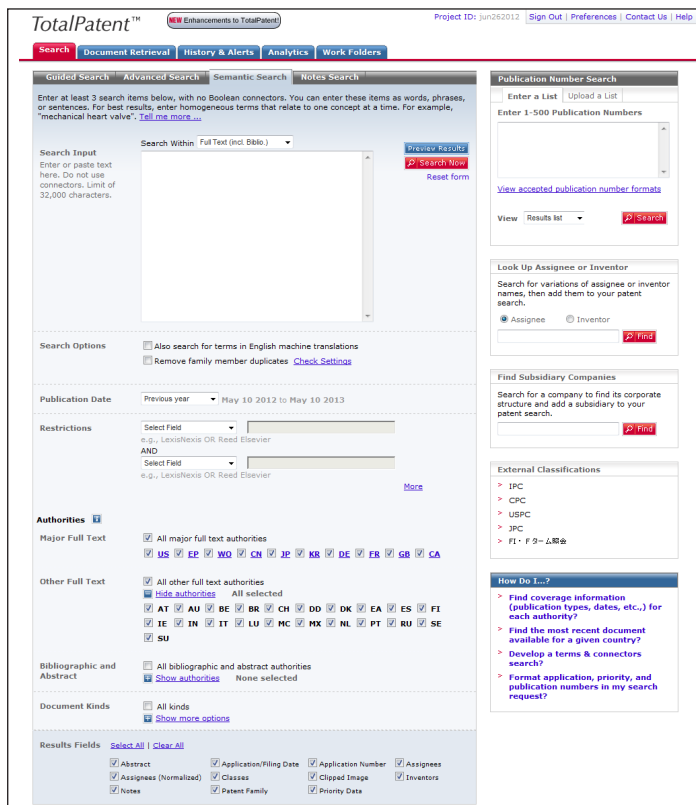 TotalPatent™
NEW Enhancements to TotalPatent!
Project ID: jun262012 Sign Out | Preferences | Contact Us | Help
Search Document Retrieval History & Alerts Analytics Work Folders
Guided Search Advanced Search Semantic Search Notes Search
Enter at least 3 search items below, with no Boolean connectors. You can enter these items as words, phrases,
or sentences. For best results, enter homogeneous terms that relate to one concept at a time. For example,
"mechanical heart valve". Tell me more ...
Search Within Full Text (incl. Biblio.)
Search Input
Enter or paste text
here. Do not use
connectors. Limit of
32,000 characters.
Preview Results
Search Now
Reset form
Search Options
Also search for terms in English machine translations
Remove family member duplicates Check Settings
Publication Date Previous year May 10 2012 to May 10 2013
Restrictions Select Field
e.g., LexisNexis OR Reed Elsevier
AND
Select Field
e.g., LexisNexis OR Reed Elsevier
More
Authorities
Major Full Text All major full text authorities
US EP WO CN JP KR DE FR GB CA
Other Full Text All other full text authorities
Hide authorities All selected
AT AU BE BR CH DD DK EA ES FI
IE IN IT LU MC MX NL PT RU SE
SU
Bibliographic and
Abstract
All bibliographic and abstract authorities
Show authorities None selected
Document Kinds All kinds
Show more options
Results Fields Select All | Clear All
Abstract Application/Filing Date Application Number Assignees
Assignees (Normalized) Classes Clipped Image Inventors
Notes Patent Family Priority Data
Publication Number Search
Enter a List Upload a List
Enter 1-500 Publication Numbers
View accepted publication number formats
View Results list Search
Look Up Assignee or Inventor
Search for variations of assignee or inventor
names, then add them to your patent
search.
Assignee Inventor
Find
Find Subsidiary Companies
Search for a company to find its corporate
structure and add a subsidiary to your
patent search.
Find
External Classifications
> IPC
> CPC
> USPC
> JPC
> FI・Fターム照会
How Do I...?
> Find coverage information
(publication types, dates, etc.,) for
each authority?
> Find the most recent document
available for a given country?
> Develop a terms & connectors
search?
> Format application, priority, and
publication numbers in my search
request?